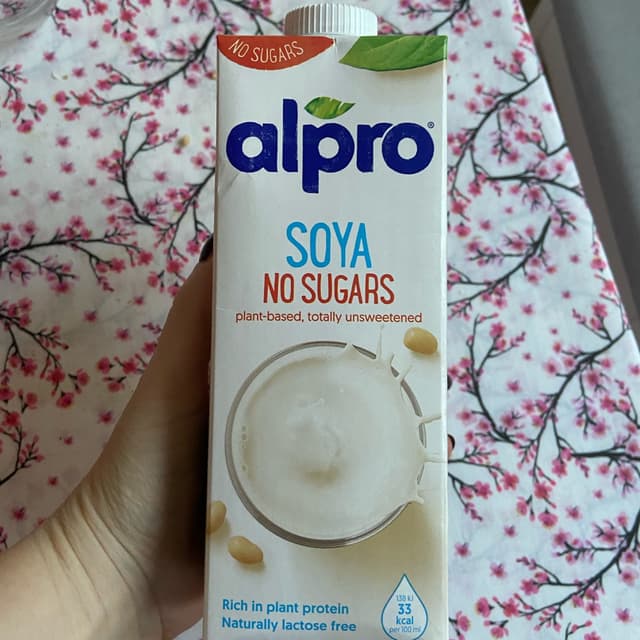 NO SUGARS
alpro®
SOYA
NO SUGARS
plant-based, totally unsweetened
Rich in plant protein
Naturally lactose free
138 kJ
33
kcal
per 100 ml